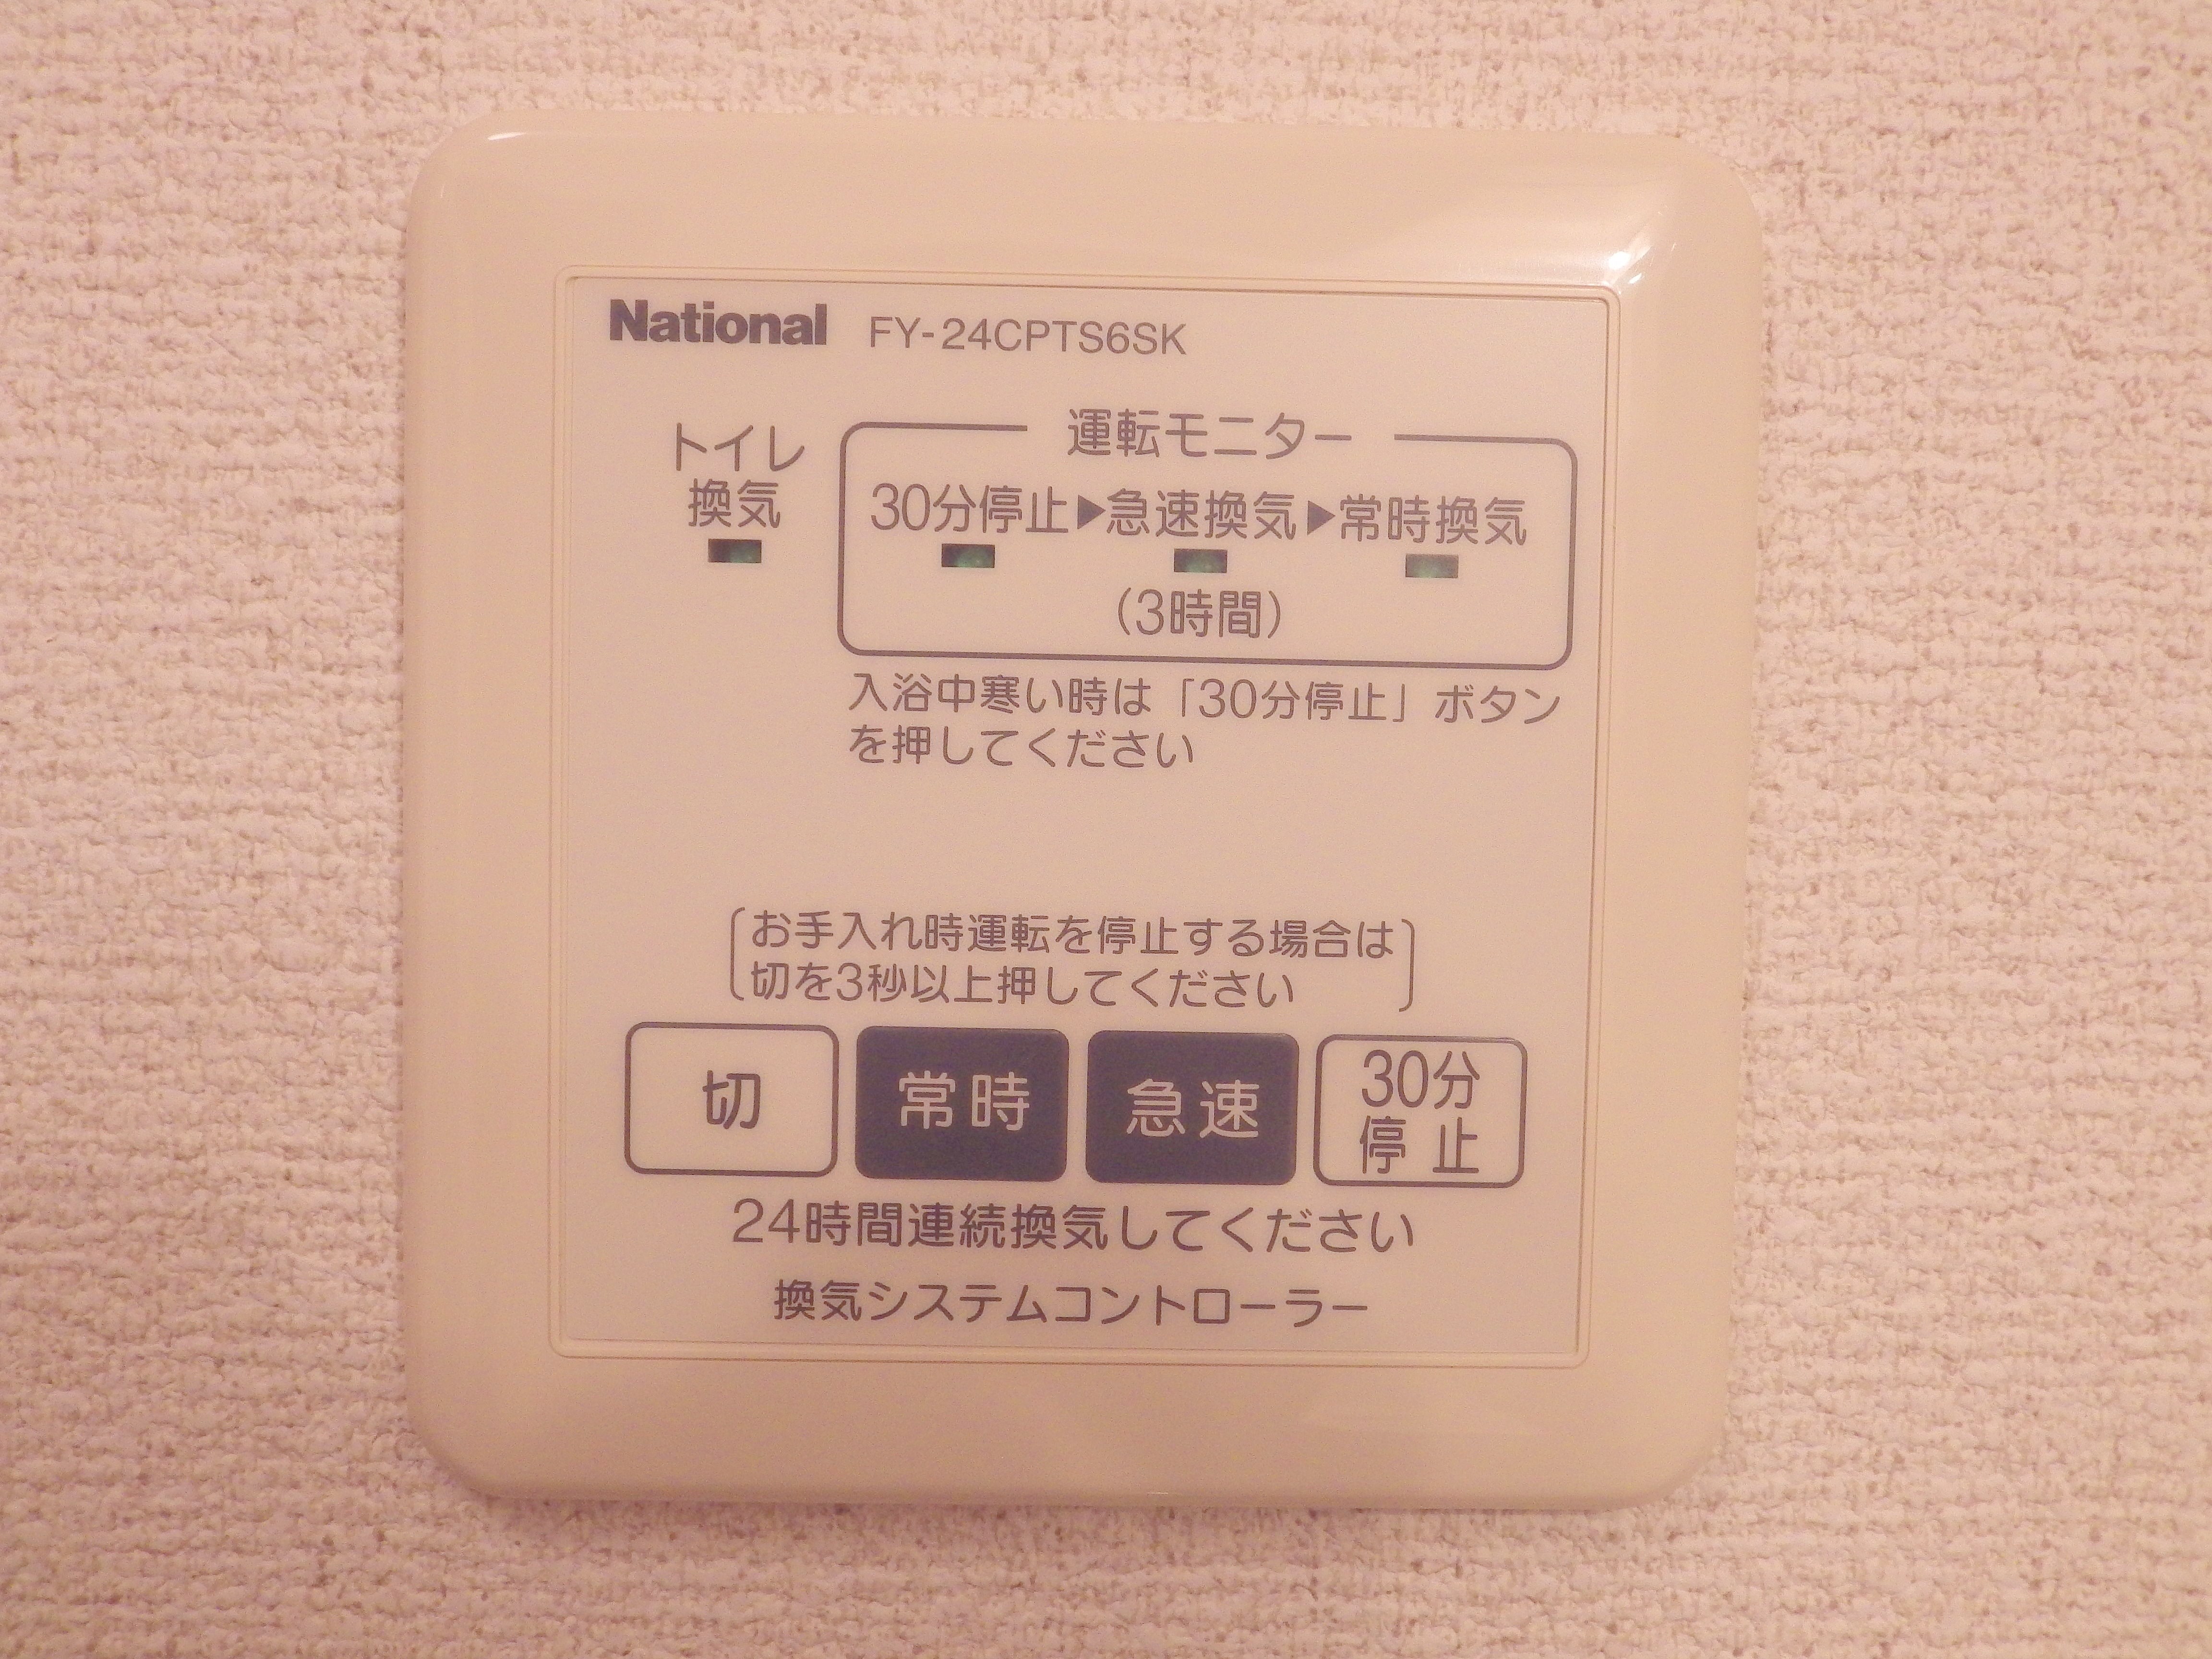 National FY-24CPTS6SK
トイレ
換気
運転モニター
30分停止▶急速換気▶常時換気
(3時間)
入浴中寒い時は「30分停止」ボタン
を押してください
お手入れ時運転を停止する場合は
切を3秒以上押してください
切
常時
急速
30分
停止
24時間連続換気してください
換気システムコントローラー